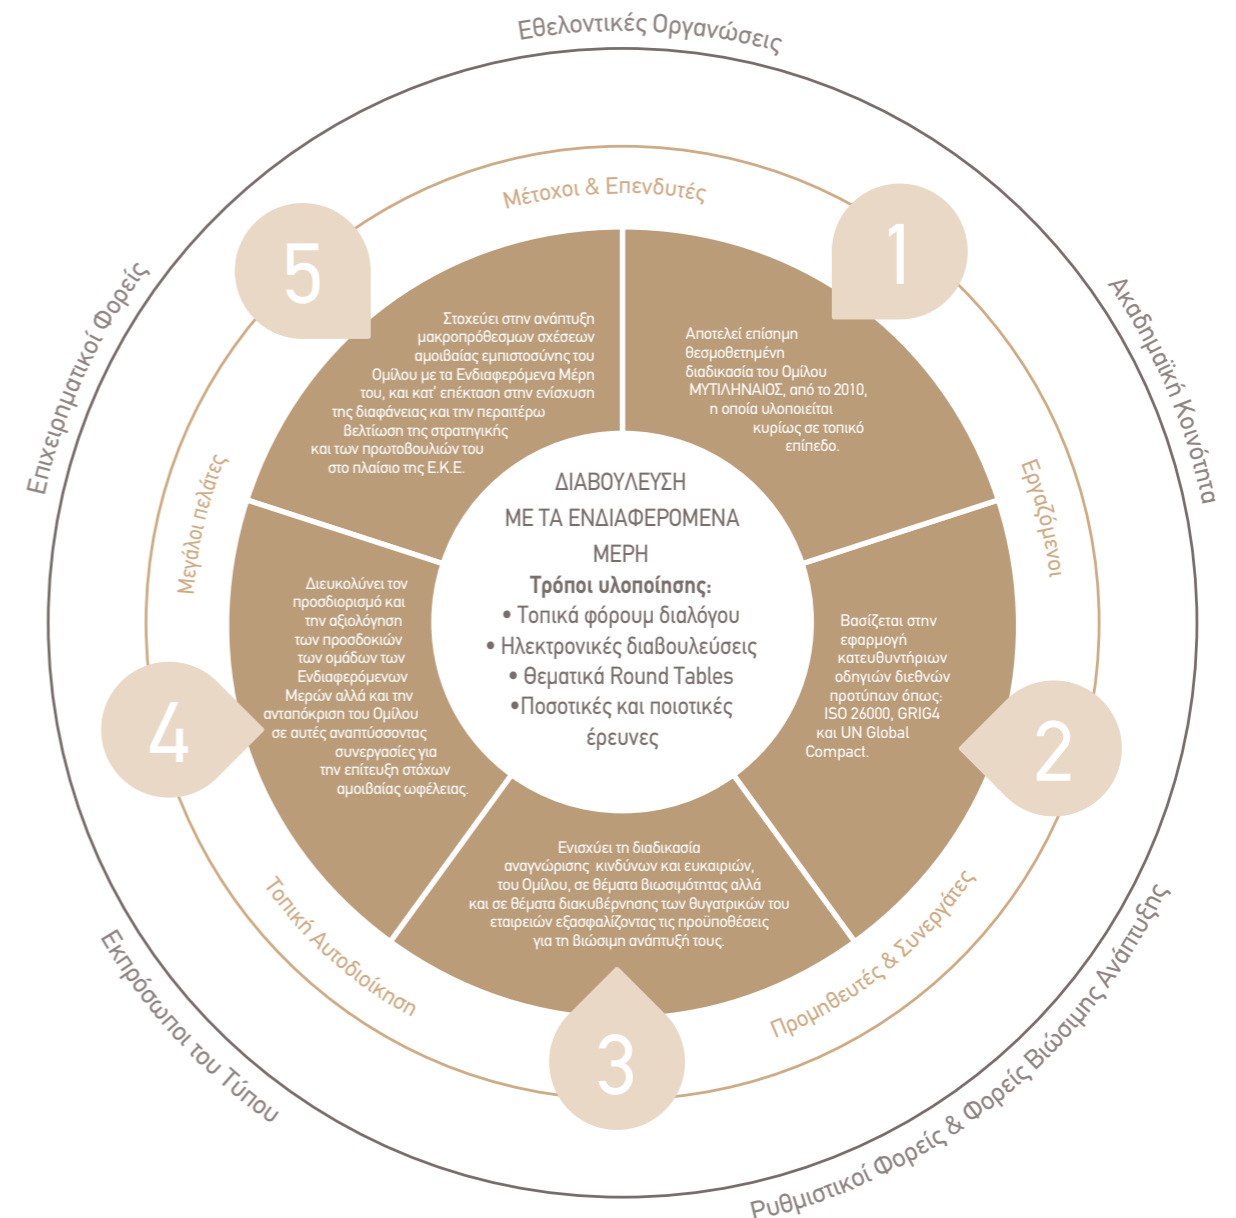 Εθελοντικές Οργανώσεις
Ακαδημαϊκή Κοινότητα
Ρυθμιστικοί Φορείς & Φορείς Βιώσιμης Ανάπτυξης
Εκπρόσωποι του Τύπου
Επιχειρηματικοί Φορείς
Μέτοχοι & Επενδυτές
Εργαζόμενοι
Προμηθευτές & Συνεργάτες
Τοπική Αυτοδιοίκηση
Μεγάλοι πελάτες
ΔΙΑΒΟΥΛΕΥΣΗ
ΜΕ ΤΑ ΕΝΔΙΑΦΕΡΟΜΕΝΑ
ΜΕΡΗ
Τρόποι υλοποίησης:
• Τοπικά φόρουμ διαλόγου
• Ηλεκτρονικές διαβουλεύσεις
• Θεματικά Round Tables
•Ποσοτικές και ποιοτικές
έρευνες
1
Αποτελεί επίσημη
θεσμοθετημένη
διαδικασία του Ομίλου
ΜΥΤΙΛΗΝΑΙΟΣ, από το 2010,
η οποία υλοποιείται
κυρίως σε τοπικό
επίπεδο.
2
Βασίζεται στην
εφαρμογή
κατευθυντήριων
οδηγιών διεθνών
προτύπων όπως:
ISO 26000, GRIG4
και UN Global
Compact.
3
Ενισχύει τη διαδικασία
αναγνώρισης κινδύνων και ευκαιριών,
του Ομίλου, σε θέματα βιωσιμότητας αλλά
και σε θέματα διακυβέρνησης των θυγατρικών του
εταιρειών εξασφαλίζοντας τις προϋποθέσεις
για τη βιώσιμη ανάπτυξή τους.
4
Διευκολύνει τον
προσδιορισμό και
την αξιολόγηση
των προσδοκιών
των ομάδων των
Ενδιαφερόμενων
Μερών αλλά και την
ανταπόκριση του Ομίλου
σε αυτές αναπτύσσοντας
συνεργασίες για
την επίτευξη στόχων
αμοιβαίας ωφέλειας.
5
Στοχεύει στην ανάπτυξη
μακροπρόθεσμων σχέσεων
αμοιβαίας εμπιστοσύνης του
Ομίλου με τα Ενδιαφερόμενα Μέρη
του, και κατ' επέκταση στην ενίσχυση
της διαφάνειας και την περαιτέρω
βελτίωση της στρατηγικής
και των πρωτοβουλιών του
στο πλαίσιο της Ε.Κ.Ε.